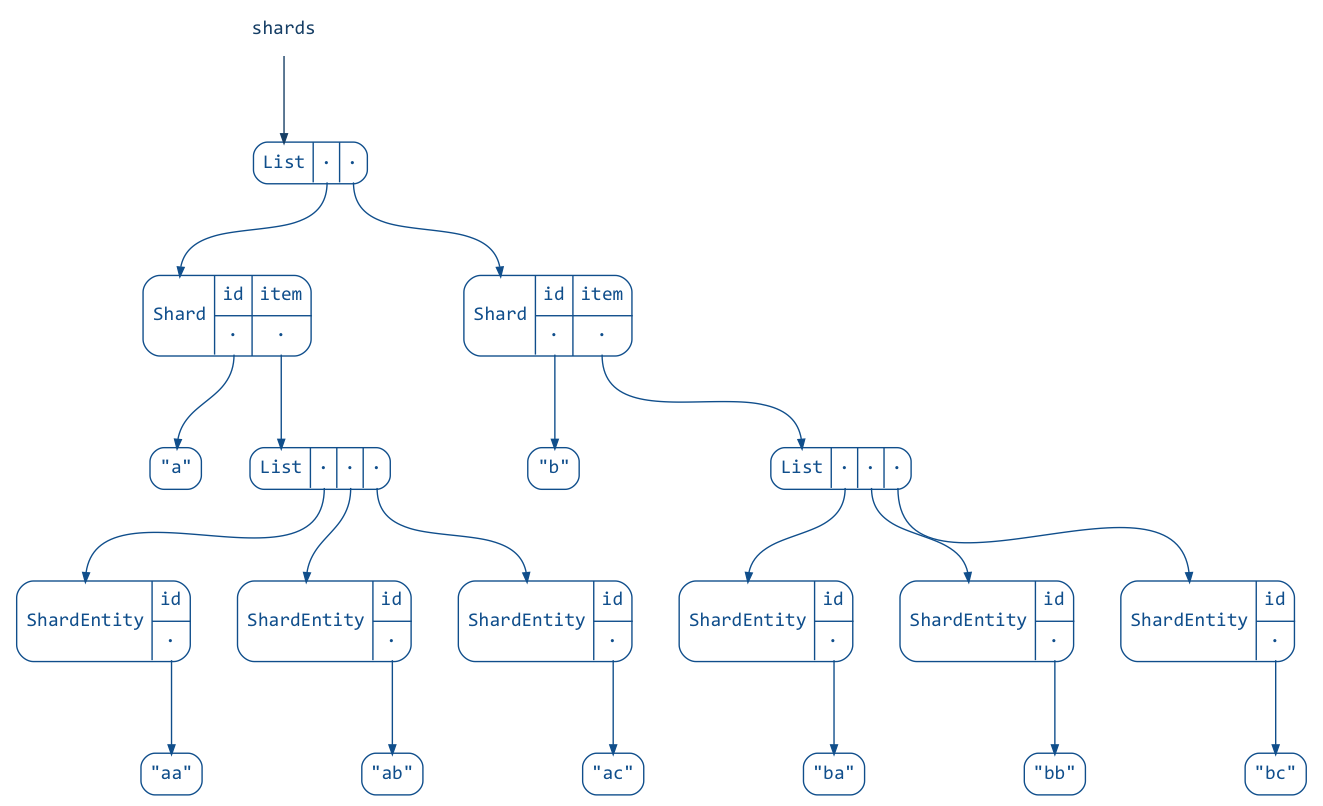 shards
List · ·
id item id item
Shard Shard
· · · ·
"a" List · · · "b" List · · ·
id id id id id id
ShardEntity ShardEntity ShardEntity ShardEntity ShardEntity ShardEntity
· · · · · ·
"aa" "ab" "ac" "ba" "bb" "bc"